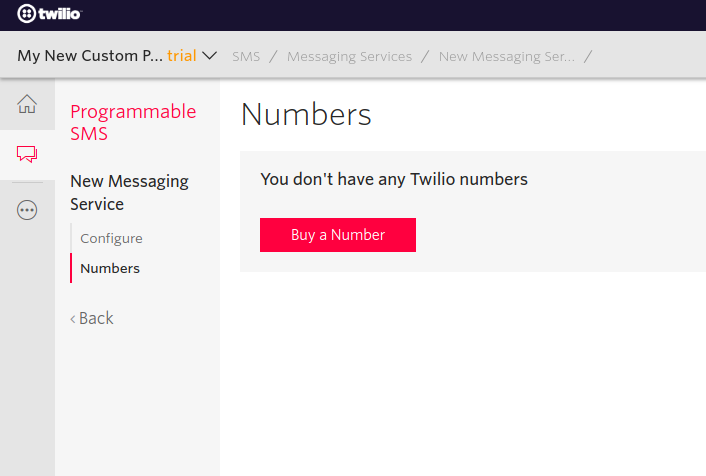 twilio
My New Custom P... trial SMS / Messaging Services / New Messaging Ser... /
Programmable
SMS
New Messaging
Service
Configure
Numbers
‹ Back
Numbers
You don't have any Twilio numbers
Buy a Number